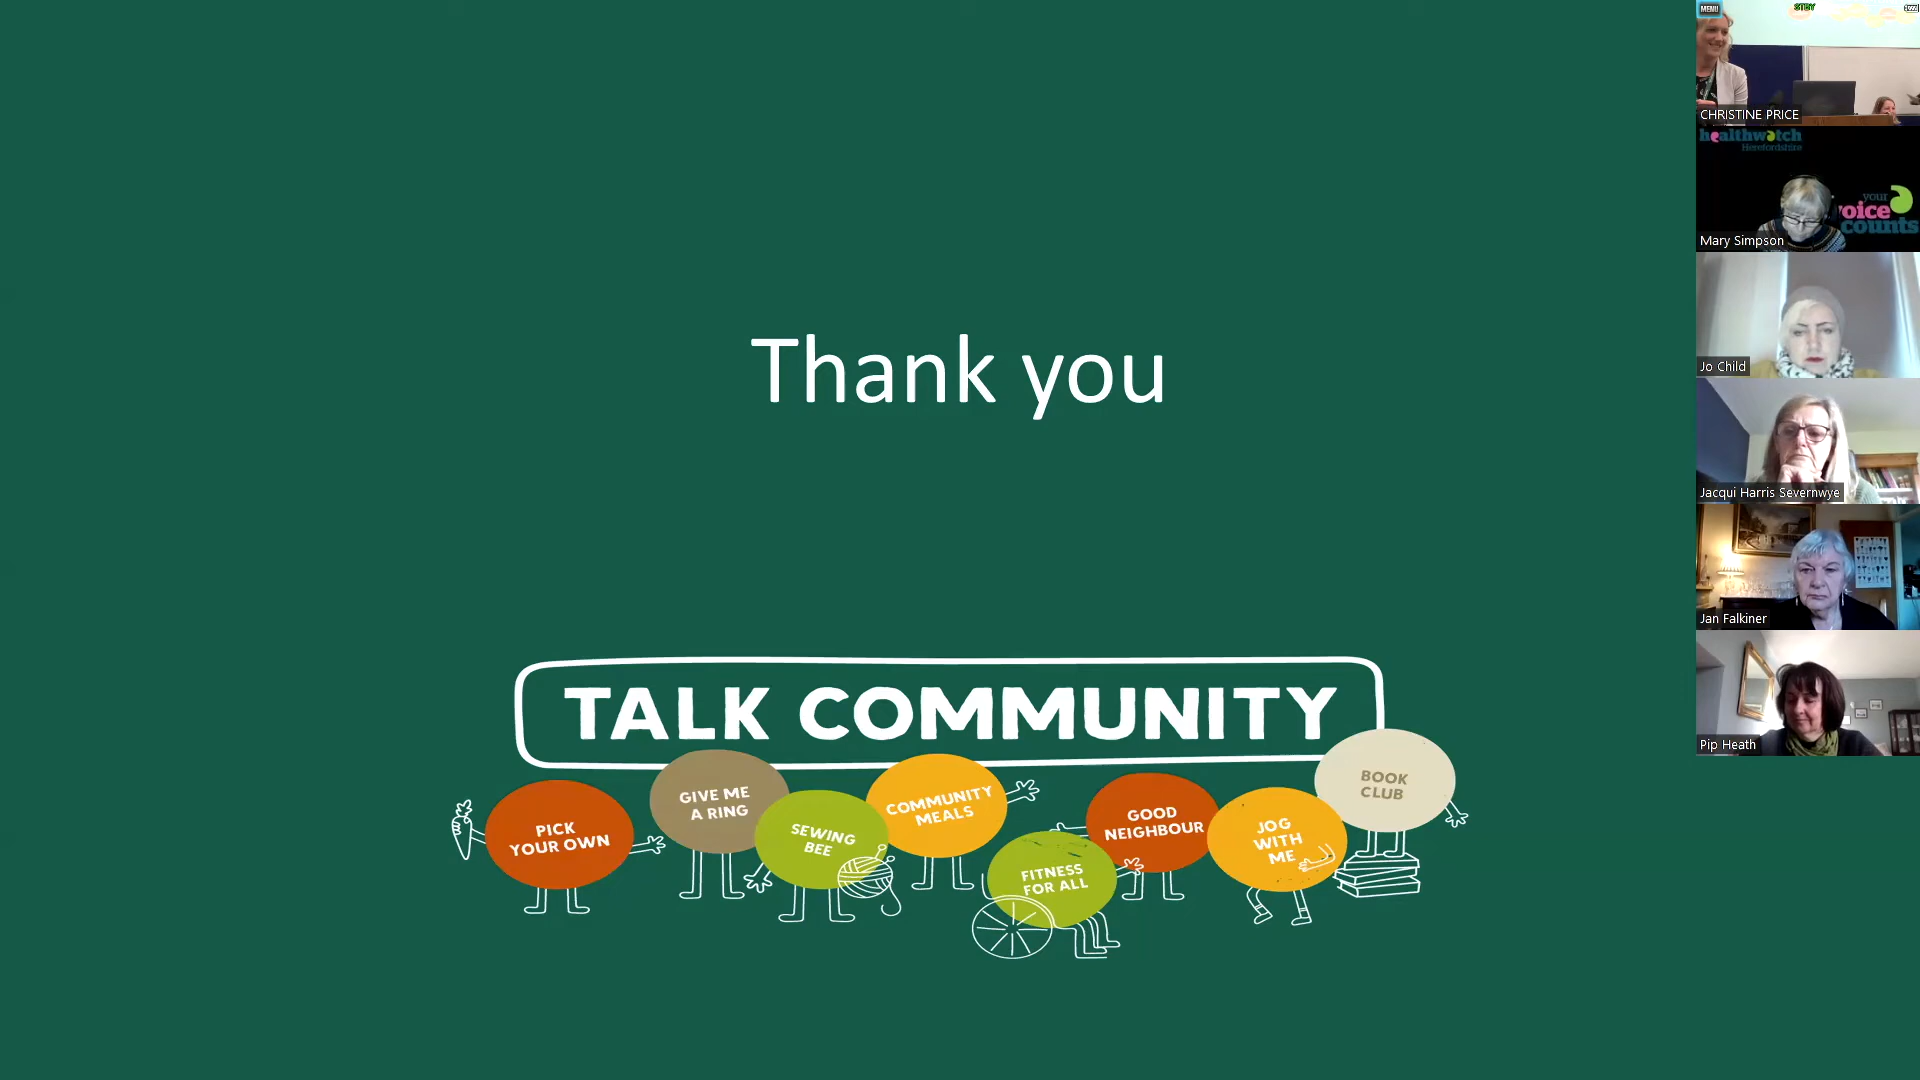 Thank you
TALK COMMUNITY
PICK
YOUR OWN
GIVE ME
A RING
SEWING
BEE
COMMUNITY
MEALS
FITNESS
FOR ALL
GOOD
NEIGHBOUR
JOG
WITH
ME
BOOK
CLUB
MENU
STBY
CHRISTINE PRICE
healthwatch
Herefordshire
your
voice
counts
Mary Simpson
Jo Child
Jacqui Harris Severnwye
Jan Falkiner
Pip Heath